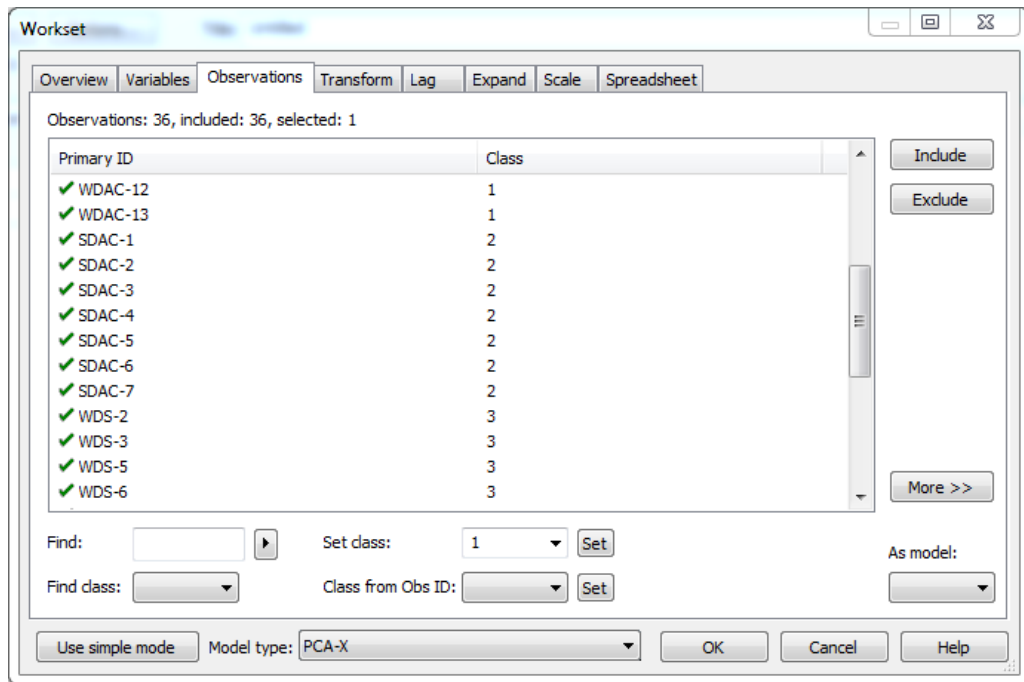 Workset
Overview Variables Observations Transform Lag Expand Scale Spreadsheet
Observations: 36, included: 36, selected: 1
Primary ID Class
WDAC-12 1
WDAC-13 1
SDAC-1 2
SDAC-2 2
SDAC-3 2
SDAC-4 2
SDAC-5 2
SDAC-6 2
SDAC-7 2
WDS-2 3
WDS-3 3
WDS-5 3
WDS-6 3
Include
Exclude
More >>
Find: Set class: 1 Set
As model:
Find class: Class from Obs ID: Set
Use simple mode Model type: PCA-X OK Cancel Help